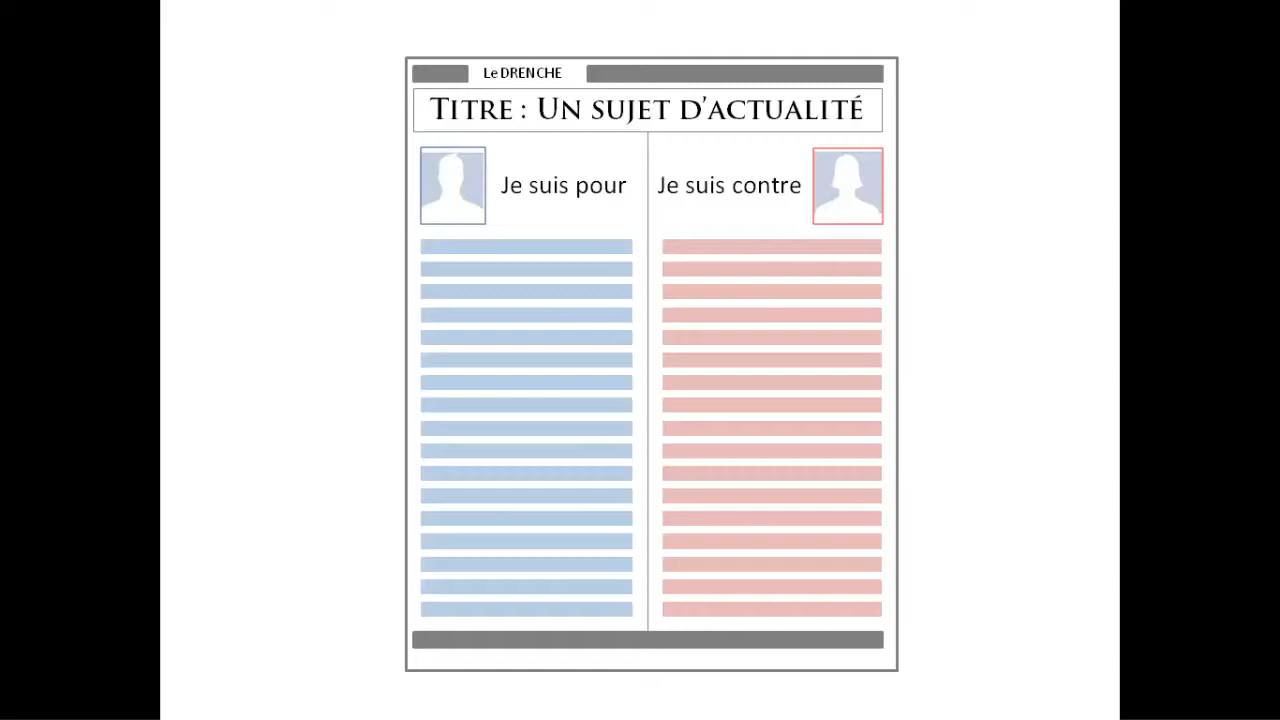 Le DRENCHE
TITRE : UN SUJET D’ACTUALITÉ
Je suis pour
Je suis contre